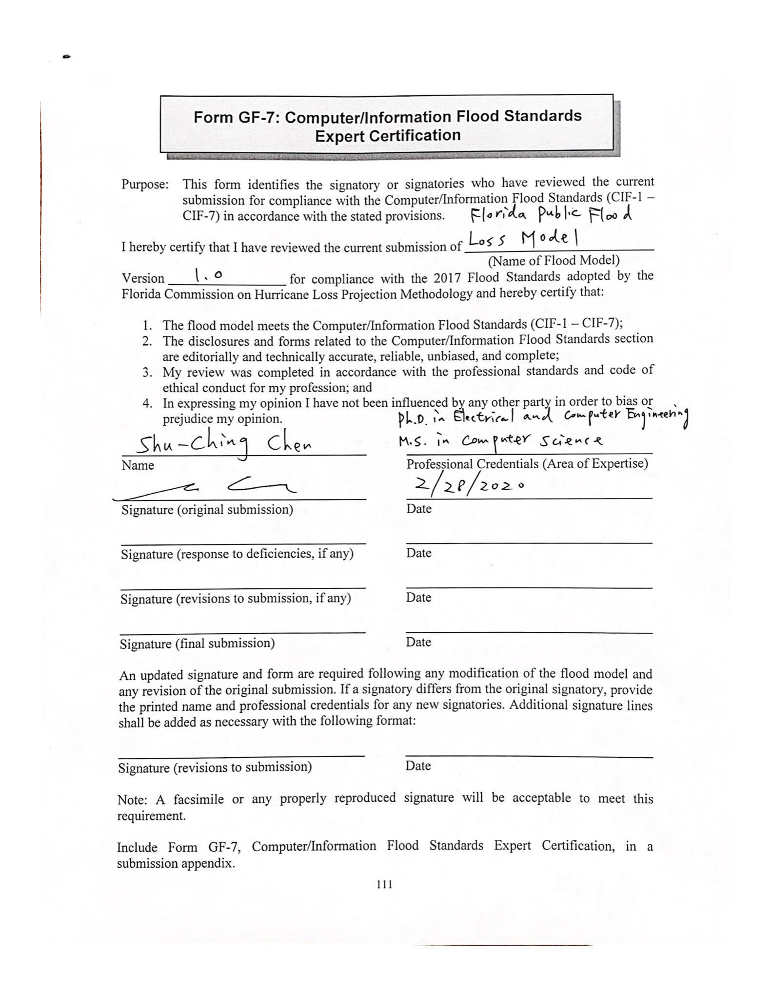 Form GF-7: Computer/Information Flood Standards
Expert Certification
Purpose: This form identifies the signatory or signatories who have reviewed the current
submission for compliance with the Computer/Information Flood Standards (CIF-1 –
CIF-7) in accordance with the stated provisions. Florida Public Flood
I hereby certify that I have reviewed the current submission of Loss Model
(Name of Flood Model)
Version 1.0 for compliance with the 2017 Flood Standards adopted by the
Florida Commission on Hurricane Loss Projection Methodology and hereby certify that:
1. The flood model meets the Computer/Information Flood Standards (CIF-1 – CIF-7);
2. The disclosures and forms related to the Computer/Information Flood Standards section
are editorially and technically accurate, reliable, unbiased, and complete;
3. My review was completed in accordance with the professional standards and code of
ethical conduct for my profession; and
4. In expressing my opinion I have not been influenced by any other party in order to bias or
prejudice my opinion. Ph.D. in Electrical and Computer Engineering
Shu-Ching Chen M.S. in Computer Science
Name Professional Credentials (Area of Expertise)
2/28/2020
Signature (original submission) Date
Signature (response to deficiencies, if any) Date
Signature (revisions to submission, if any) Date
Signature (final submission) Date
An updated signature and form are required following any modification of the flood model and
any revision of the original submission. If a signatory differs from the original signatory, provide
the printed name and professional credentials for any new signatories. Additional signature lines
shall be added as necessary with the following format:
Signature (revisions to submission) Date
Note: A facsimile or any properly reproduced signature will be acceptable to meet this
requirement.
Include Form GF-7, Computer/Information Flood Standards Expert Certification, in a
submission appendix.
111